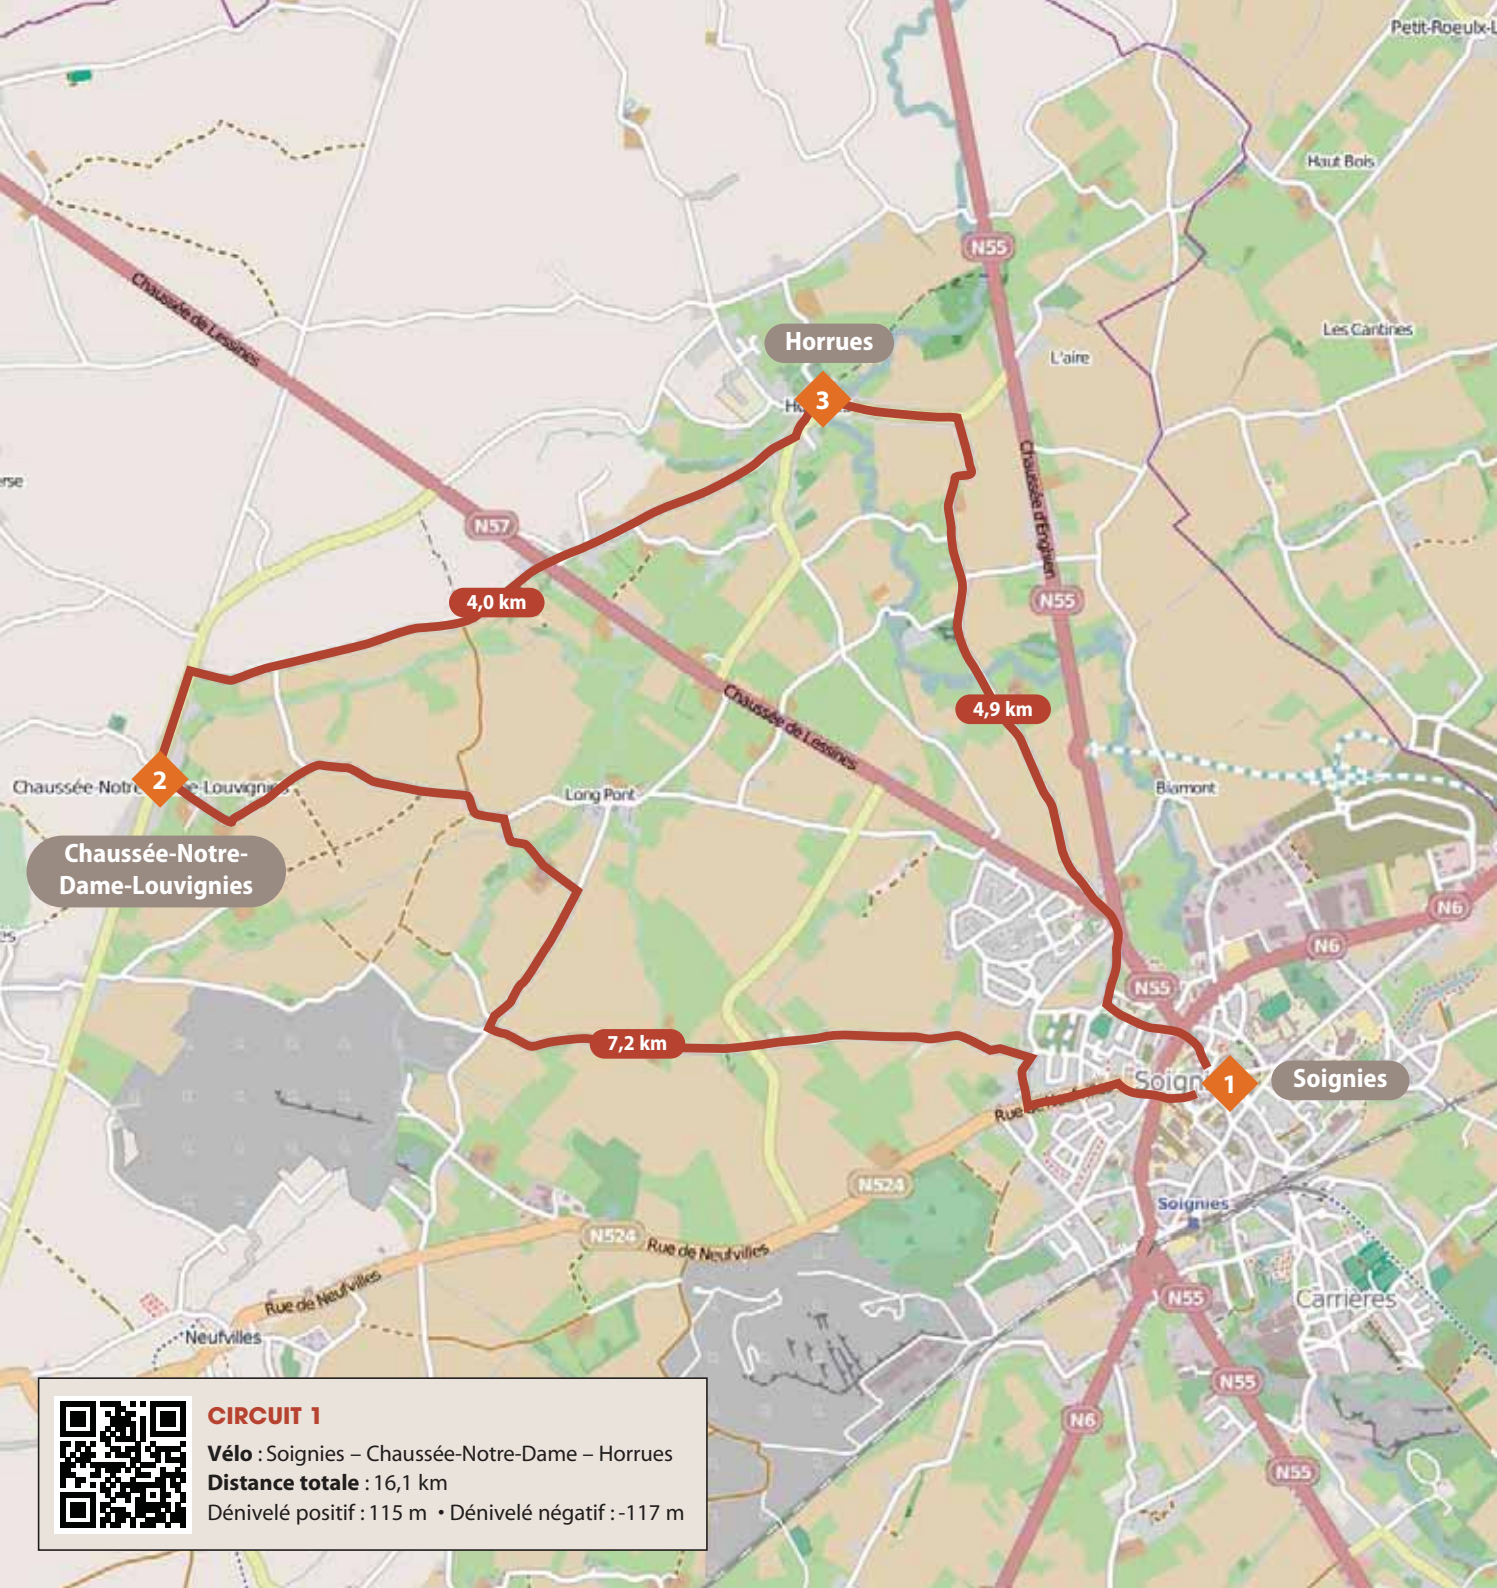 Petit-Roeulx-L
Haut Bois
N55
Chaussée de Lessines
Les Cantines
Horrues
L'aire
3
Chaussée d'Enghien
N57
4,0 km
N55
Chaussée de Lessines
4,9 km
2
Chaussée-Notre
e-Louvignies
Long Pont
Biamont
Chaussée-Notre-
Dame-Louvignies
N6
N6
N55
7,2 km
Soign
1
Soignies
Rue de Neufvilles
N524
Soignies
N524
Rue de Neufvilles
Rue de Neufvilles
N55
Carrières
Neufvilles
N55
N6
N55
CIRCUIT 1
Vélo : Soignies – Chaussée-Notre-Dame – Horrues
Distance totale : 16,1 km
Dénivelé positif : 115 m • Dénivelé négatif : -117 m